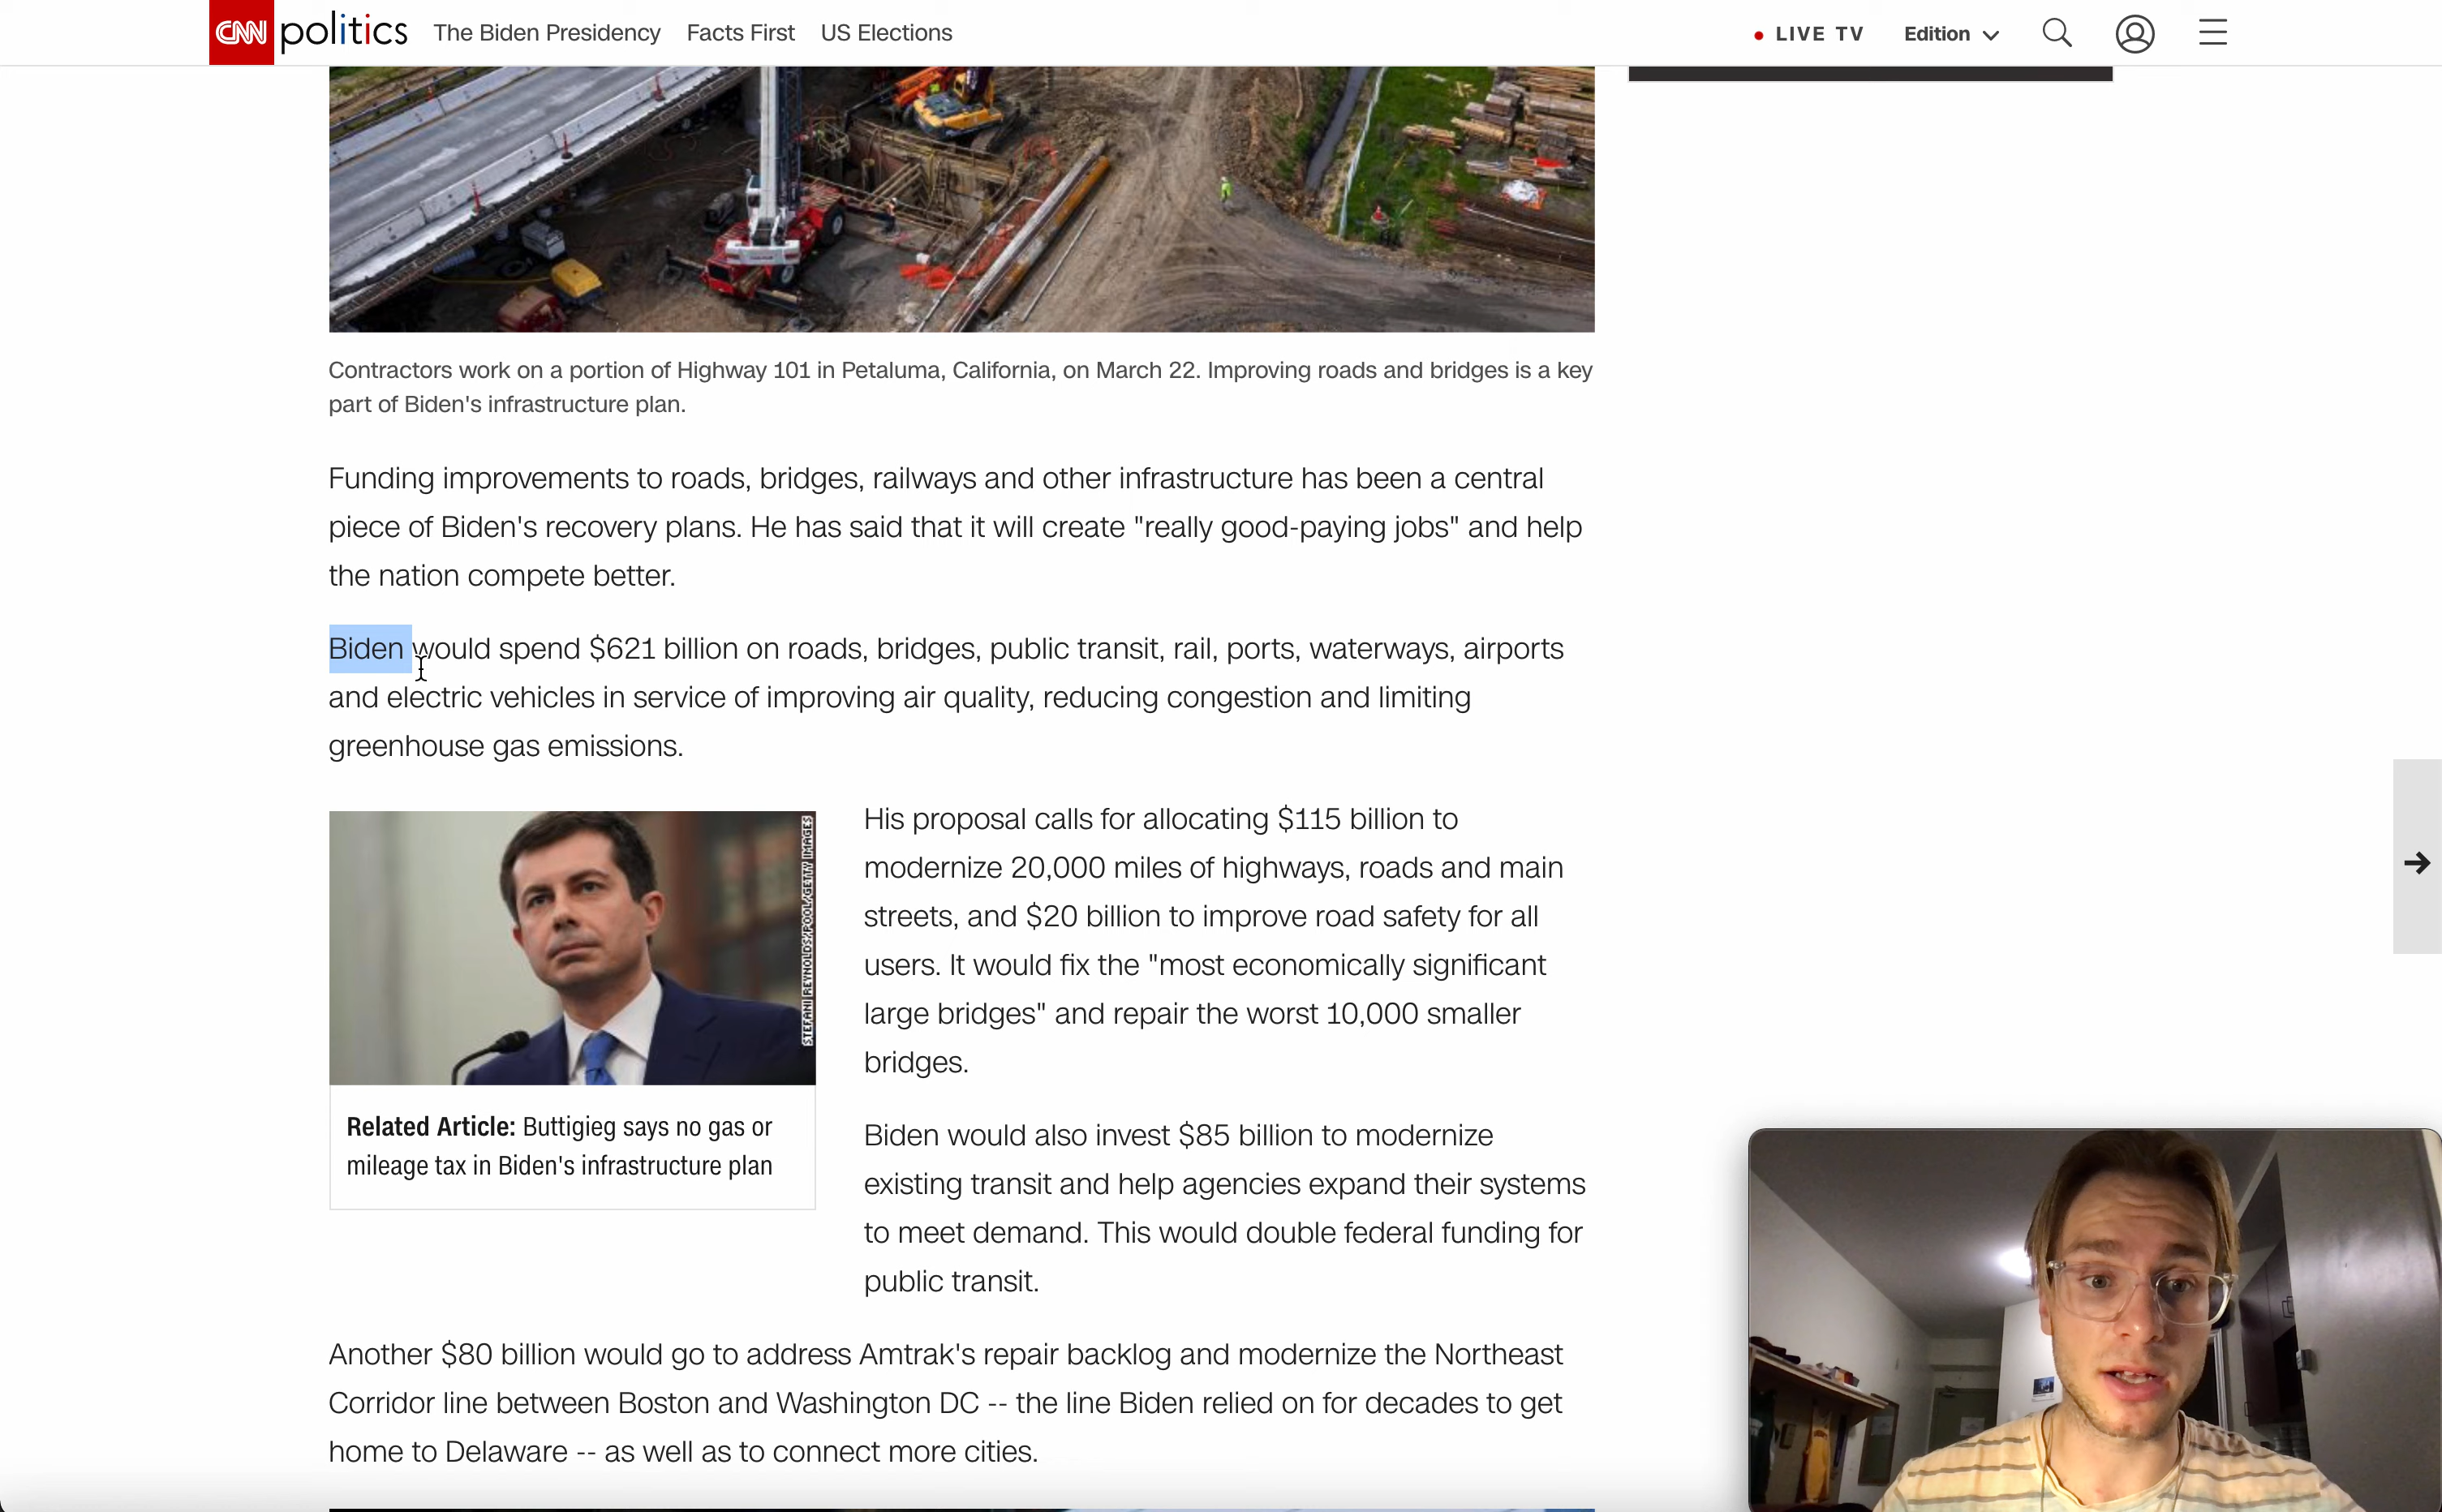 CNN politics The Biden Presidency Facts First US Elections LIVE TV Edition
Contractors work on a portion of Highway 101 in Petaluma, California, on March 22. Improving roads and bridges is a key
part of Biden's infrastructure plan.
Funding improvements to roads, bridges, railways and other infrastructure has been a central
piece of Biden's recovery plans. He has said that it will create "really good-paying jobs" and help
the nation compete better.
Biden would spend $621 billion on roads, bridges, public transit, rail, ports, waterways, airports
and electric vehicles in service of improving air quality, reducing congestion and limiting
greenhouse gas emissions.
STEFANI REYNOLDS/POOL/GETTY IMAGES
Related Article: Buttigieg says no gas or
mileage tax in Biden's infrastructure plan
His proposal calls for allocating $115 billion to
modernize 20,000 miles of highways, roads and main
streets, and $20 billion to improve road safety for all
users. It would fix the "most economically significant
large bridges" and repair the worst 10,000 smaller
bridges.
Biden would also invest $85 billion to modernize
existing transit and help agencies expand their systems
to meet demand. This would double federal funding for
public transit.
Another $80 billion would go to address Amtrak's repair backlog and modernize the Northeast
Corridor line between Boston and Washington DC -- the line Biden relied on for decades to get
home to Delaware -- as well as to connect more cities.